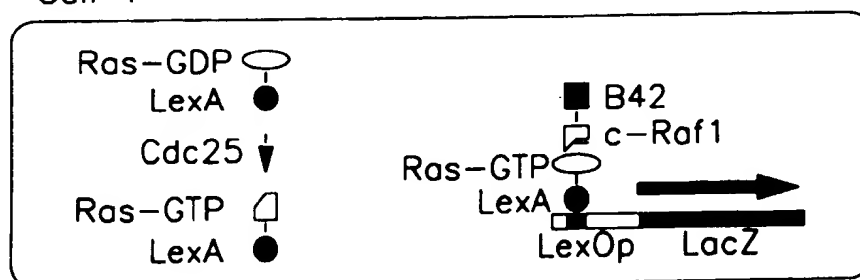 Ras-GDP
LexA
Cdc25
Ras-GTP
LexA
B42
c-Raf1
Ras-GTP
LexA
LexOp
LacZ